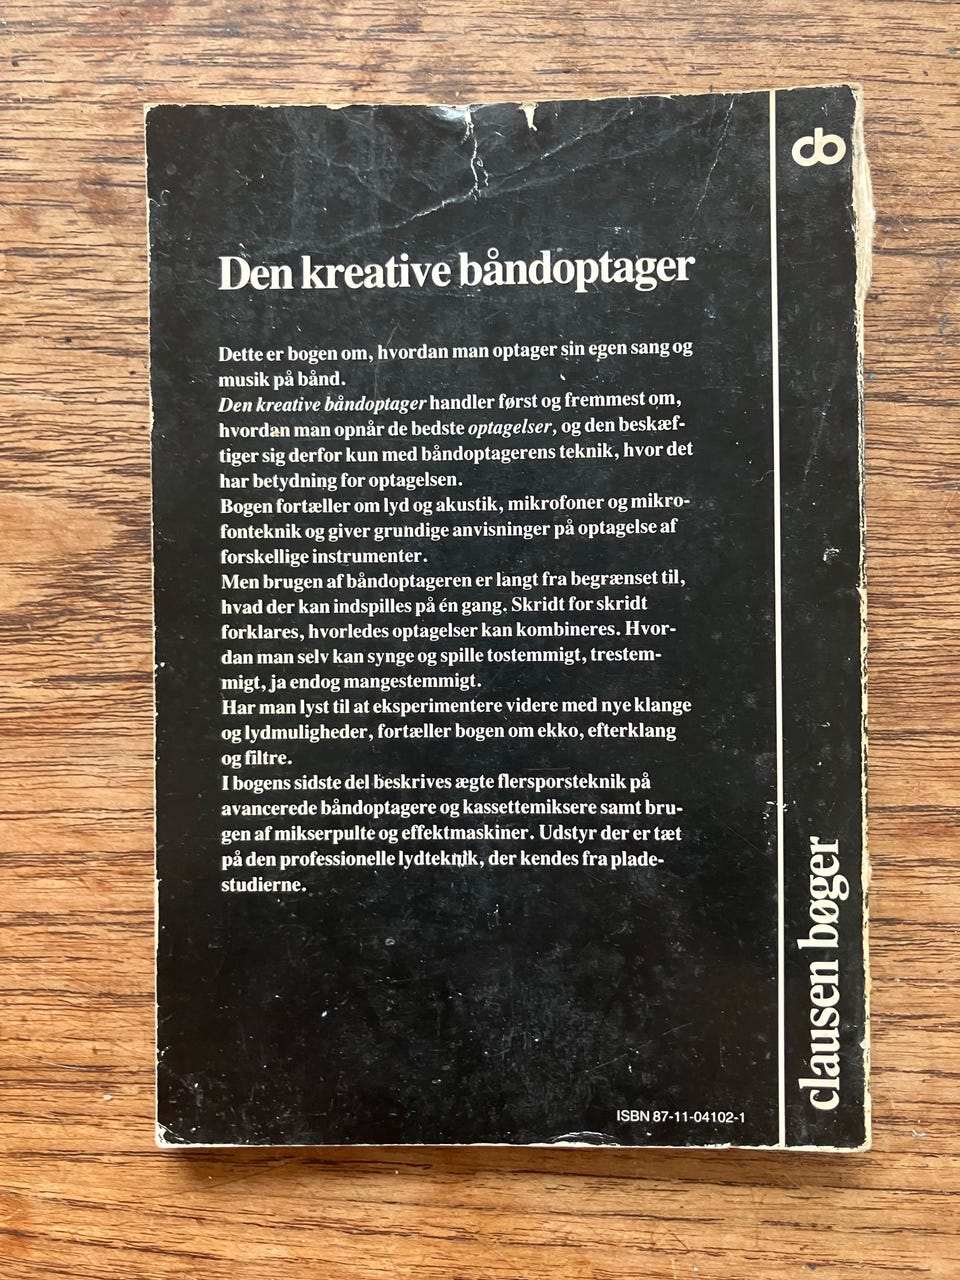 cb
Den kreative båndoptager
Dette er bogen om, hvordan man optager sin egen sang og
musik på bånd.
Den kreative båndoptager handler først og fremmest om,
hvordan man opnår de bedste optagelser, og den beskæf-
tiger sig derfor kun med båndoptagerens teknik, hvor det
har betydning for optagelsen.
Bogen fortæller om lyd og akustik, mikrofoner og mikro-
fonteknik og giver grundige anvisninger på optagelse af
forskellige instrumenter.
Men brugen af båndoptageren er langt fra begrænset til,
hvad der kan indspilles på én gang. Skridt for skridt
forklares, hvorledes optagelser kan kombineres. Hvor-
dan man selv kan synge og spille tostemmigt, trestem-
migt, ja endog mangestemmigt.
Har man lyst til at eksperimentere videre med nye klange
og lydmuligheder, fortæller bogen om ekko, efterklang
og filtre.
I bogens sidste del beskrives ægte flersporsteknik på
avancerede båndoptagere og kassettemiksere samt bru-
gen af mikserpulte og effektmaskiner. Udstyr der er tæt
på den professionelle lydteknik, der kendes fra plade-
studierne.
clausen bøger
ISBN 87-11-04102-1